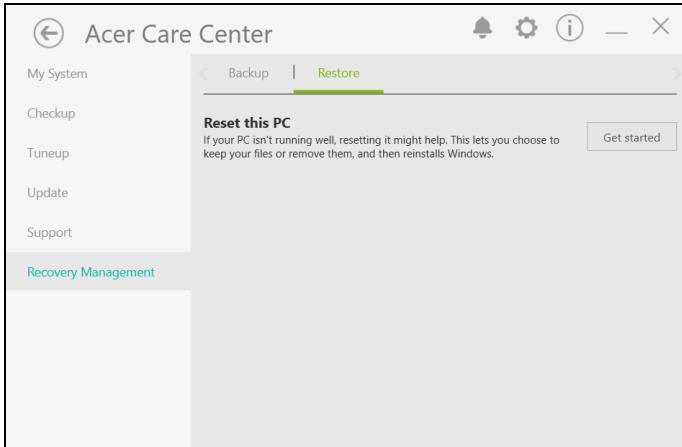 Acer Care Center
My System
Checkup
Tuneup
Update
Support
Recovery Management
Backup | Restore
Reset this PC
If your PC isn't running well, resetting it might help. This lets you choose to
keep your files or remove them, and then reinstalls Windows.
Get started